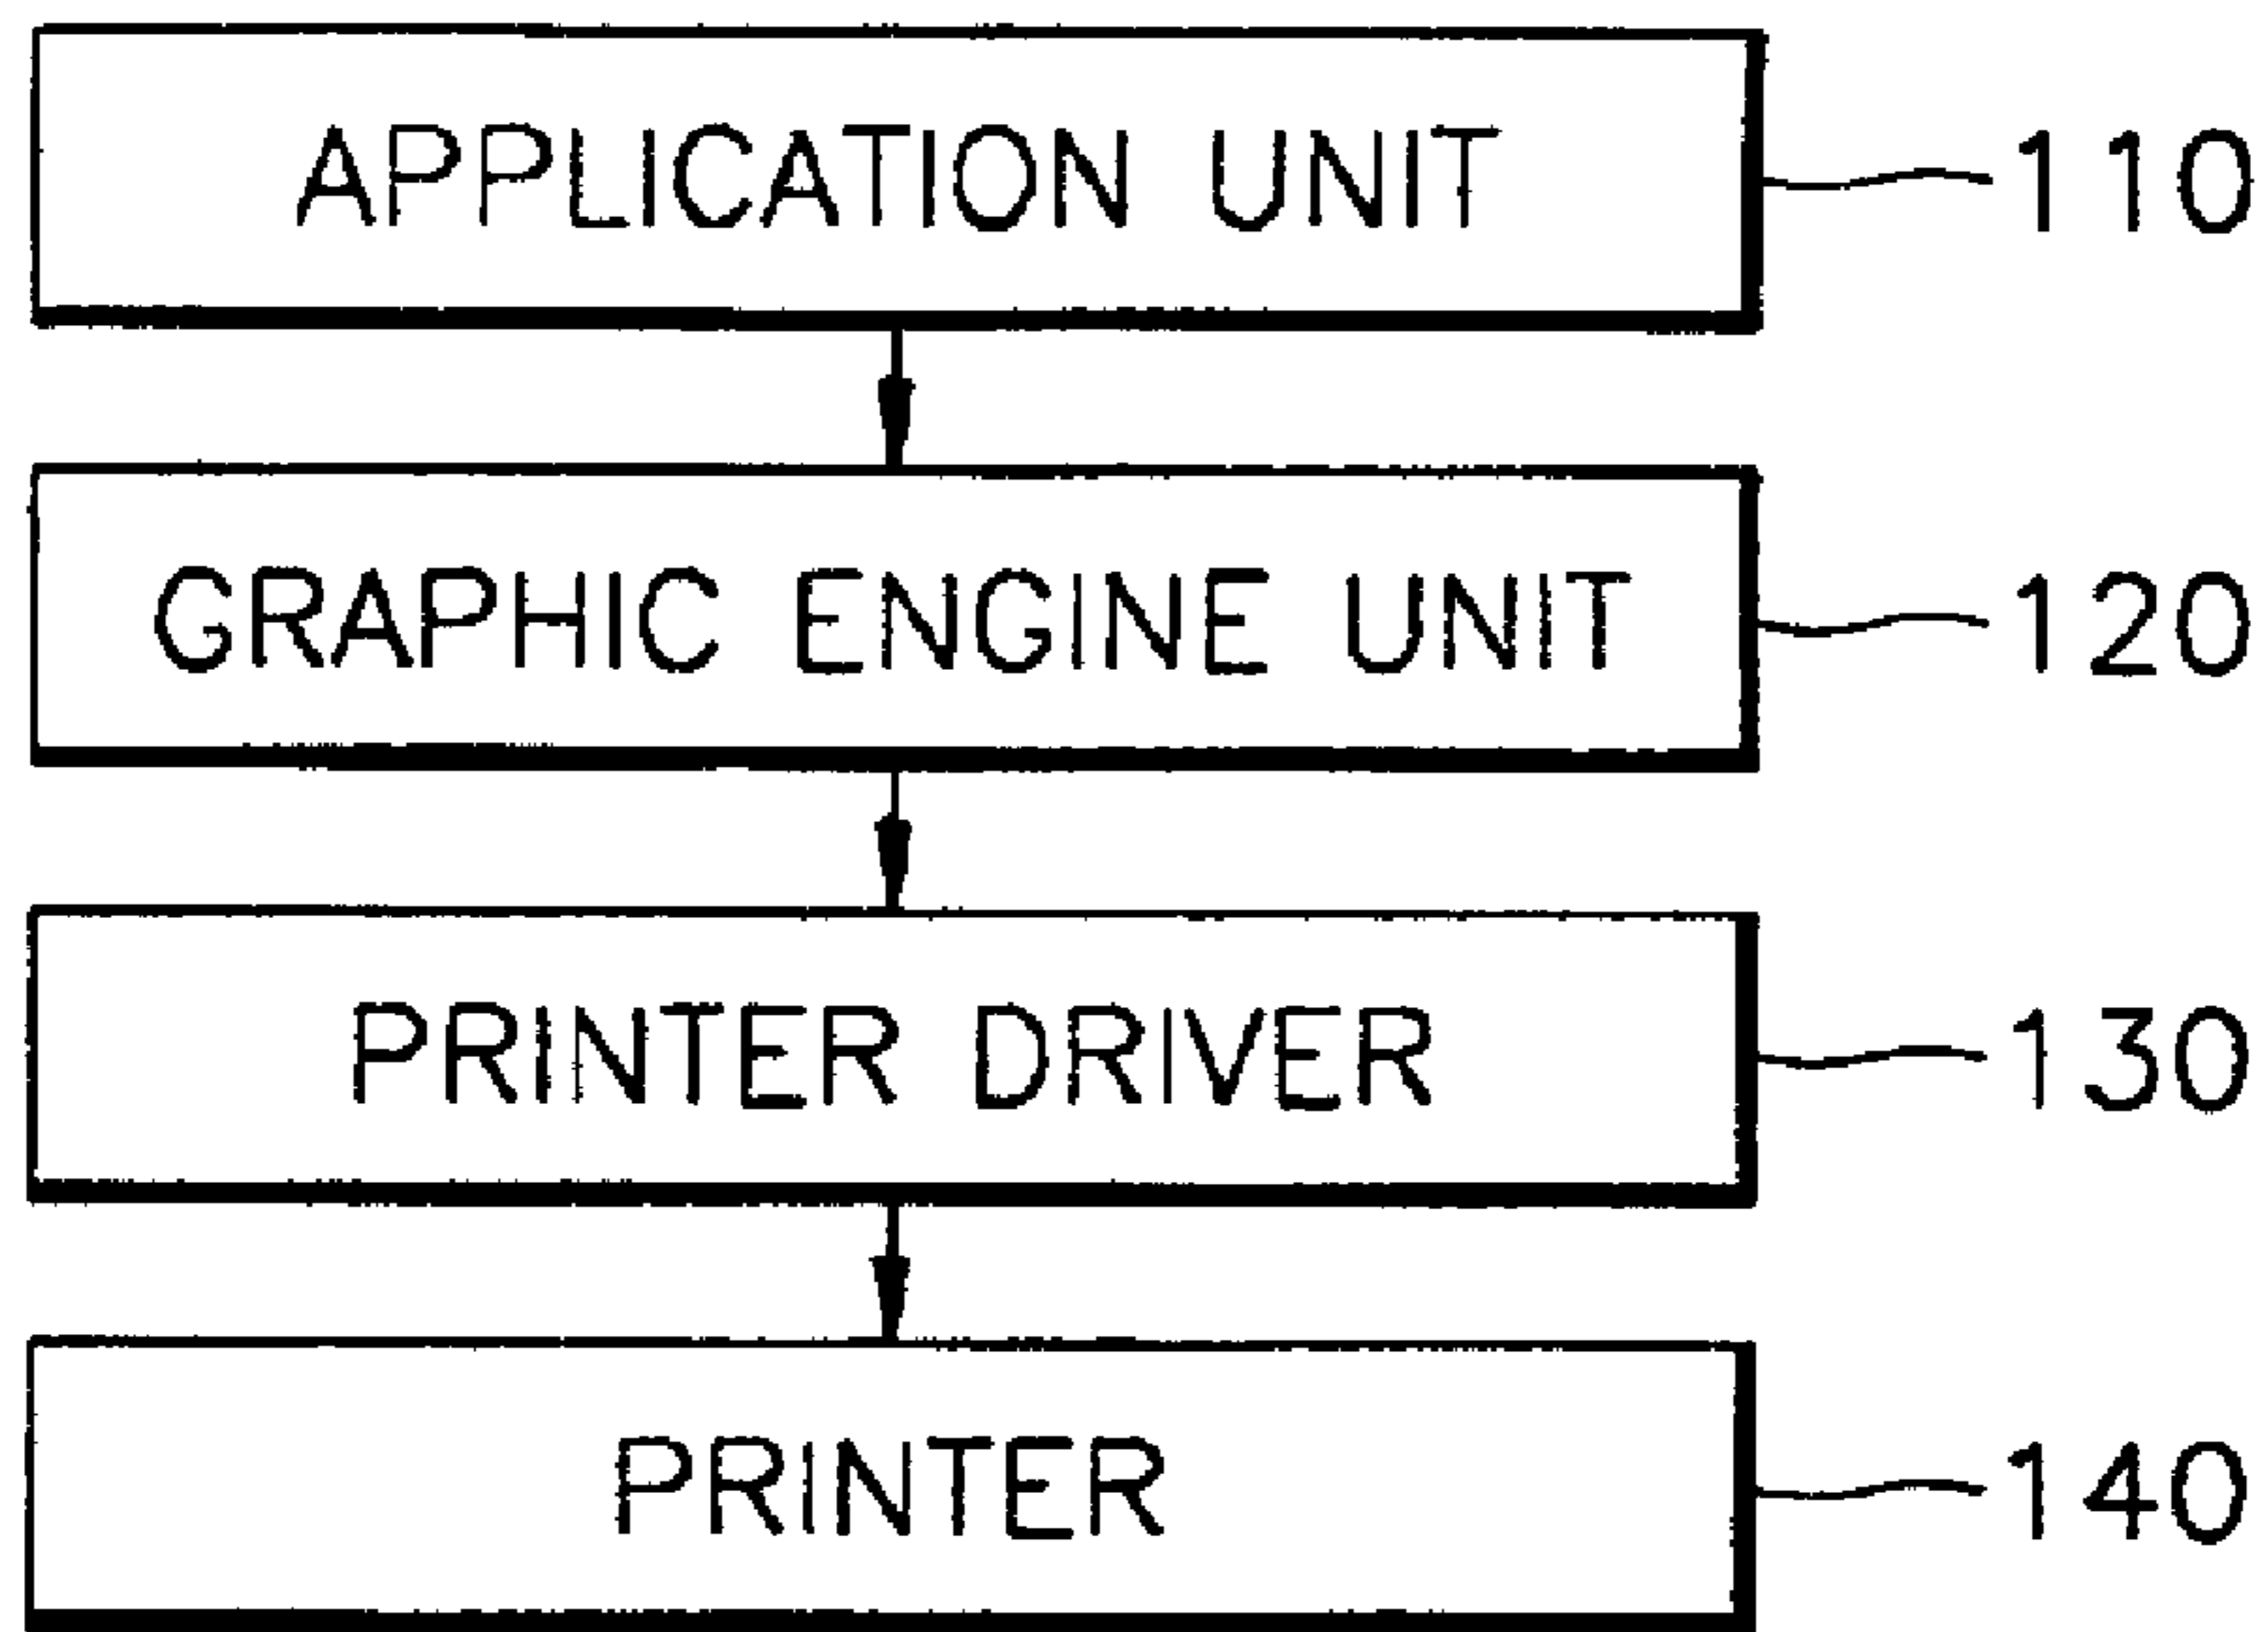 APPLICATION UNIT 110
GRAPHIC ENGINE UNIT 120
PRINTER DRIVER 130
PRINTER 140